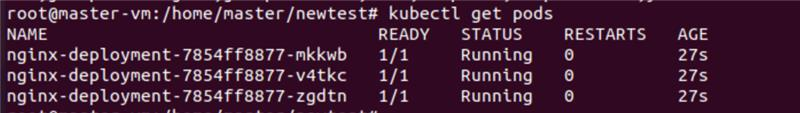 root@master-vm:/home/master/newtest# kubectl get pods
NAME READY STATUS RESTARTS AGE
nginx-deployment-7854ff8877-mkkwb 1/1 Running 0 27s
nginx-deployment-7854ff8877-v4tkc 1/1 Running 0 27s
nginx-deployment-7854ff8877-zgdtn 1/1 Running 0 27s